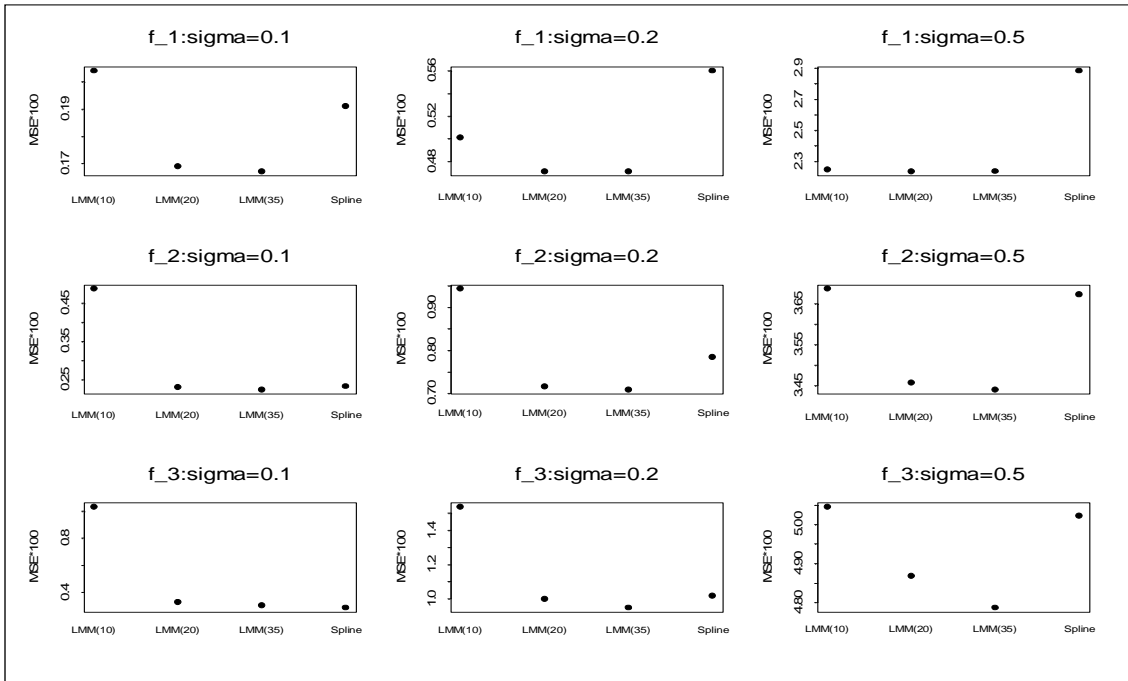 f_1:sigma=0.1
MSE*100
0.19
0.17
LMM(10) LMM(20) LMM(35) Spline
f_1:sigma=0.2
MSE*100
0.56
0.52
0.48
LMM(10) LMM(20) LMM(35) Spline
f_1:sigma=0.5
MSE*100
2.9
2.7
2.5
2.3
LMM(10) LMM(20) LMM(35) Spline
f_2:sigma=0.1
MSE*100
0.45
0.35
0.25
LMM(10) LMM(20) LMM(35) Spline
f_2:sigma=0.2
MSE*100
0.90
0.80
0.70
LMM(10) LMM(20) LMM(35) Spline
f_2:sigma=0.5
MSE*100
3.65
3.55
3.45
LMM(10) LMM(20) LMM(35) Spline
f_3:sigma=0.1
MSE*100
0.8
0.4
LMM(10) LMM(20) LMM(35) Spline
f_3:sigma=0.2
MSE*100
1.4
1.2
1.0
LMM(10) LMM(20) LMM(35) Spline
f_3:sigma=0.5
MSE*100
5.00
4.90
4.80
LMM(10) LMM(20) LMM(35) Spline